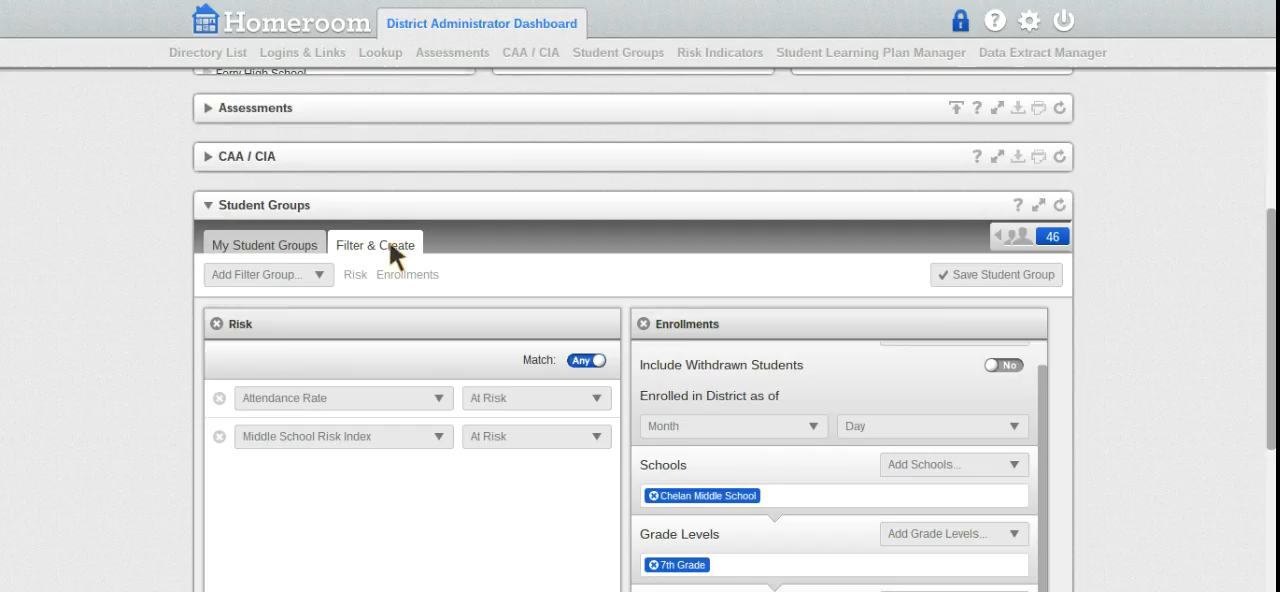 Homeroom
District Administrator Dashboard
Directory List Logins & Links Lookup Assessments CAA / CIA Student Groups Risk Indicators Student Learning Plan Manager Data Extract Manager
Assessments
CAA / CIA
Student Groups
My Student Groups Filter & Create 46
Add Filter Group... Risk Enrollments Save Student Group
Risk
Match: Any
Attendance Rate At Risk
Middle School Risk Index At Risk
Enrollments
Include Withdrawn Students No
Enrolled in District as of
Month Day
Schools Add Schools...
Chelan Middle School
Grade Levels Add Grade Levels...
7th Grade